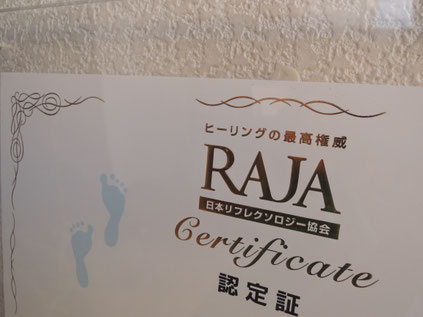 ヒーリングの最高権威
RAJA
日本リフレクソロジー協会
Certificate
認定証